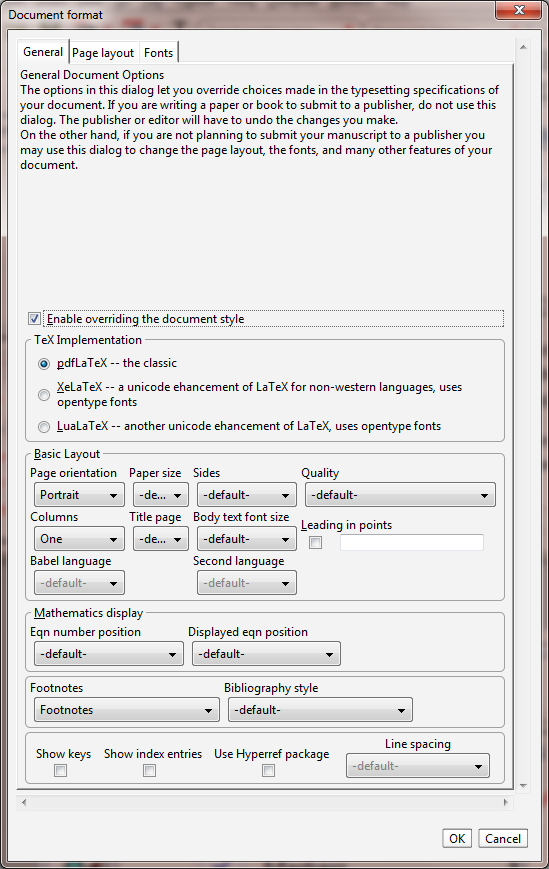 Document format
General Page layout Fonts
General Document Options
The options in this dialog let you override choices made in the typesetting specifications of
your document. If you are writing a paper or book to submit to a publisher, do not use this
dialog. The publisher or editor will have to undo the changes you make.
On the other hand, if you are not planning to submit your manuscript to a publisher you
may use this dialog to change the page layout, the fonts, and many other features of your
document.
Enable overriding the document style
TeX Implementation
pdfLaTeX -- the classic
XeLaTeX -- a unicode ehancement of LaTeX for non-western languages, uses
opentype fonts
LuaLaTeX -- another unicode ehancement of LaTeX, uses opentype fonts
Basic Layout
Page orientation Paper size Sides Quality
Portrait -de... -default- -default-
Columns Title page Body text font size Leading in points
One -de... -default-
Babel language Second language
-default- -default-
Mathematics display
Eqn number position Displayed eqn position
-default- -default-
Footnotes Bibliography style
Footnotes -default-
Show keys Show index entries Use Hyperref package Line spacing
-default-
OK Cancel